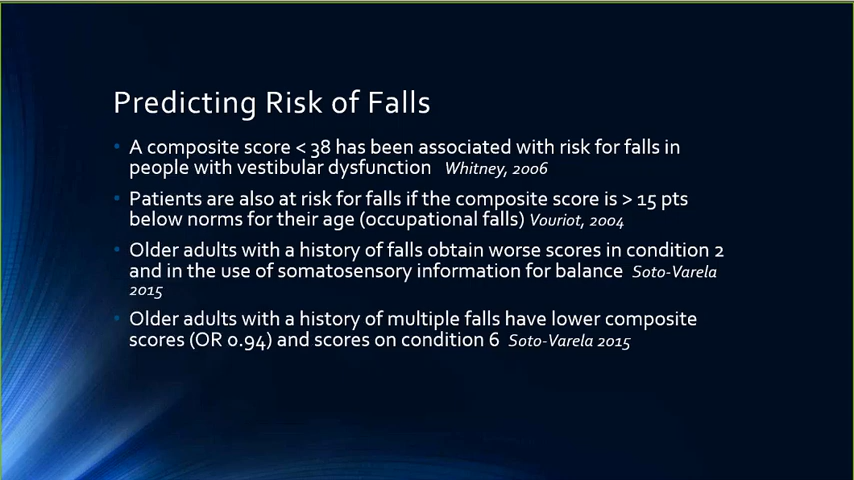 Predicting Risk of Falls
• A composite score < 38 has been associated with risk for falls in
people with vestibular dysfunction Whitney, 2006
• Patients are also at risk for falls if the composite score is > 15 pts
below norms for their age (occupational falls) Vouriot, 2004
• Older adults with a history of falls obtain worse scores in condition 2
and in the use of somatosensory information for balance Soto-Varela
2015
• Older adults with a history of multiple falls have lower composite
scores (OR 0.94) and scores on condition 6 Soto-Varela 2015